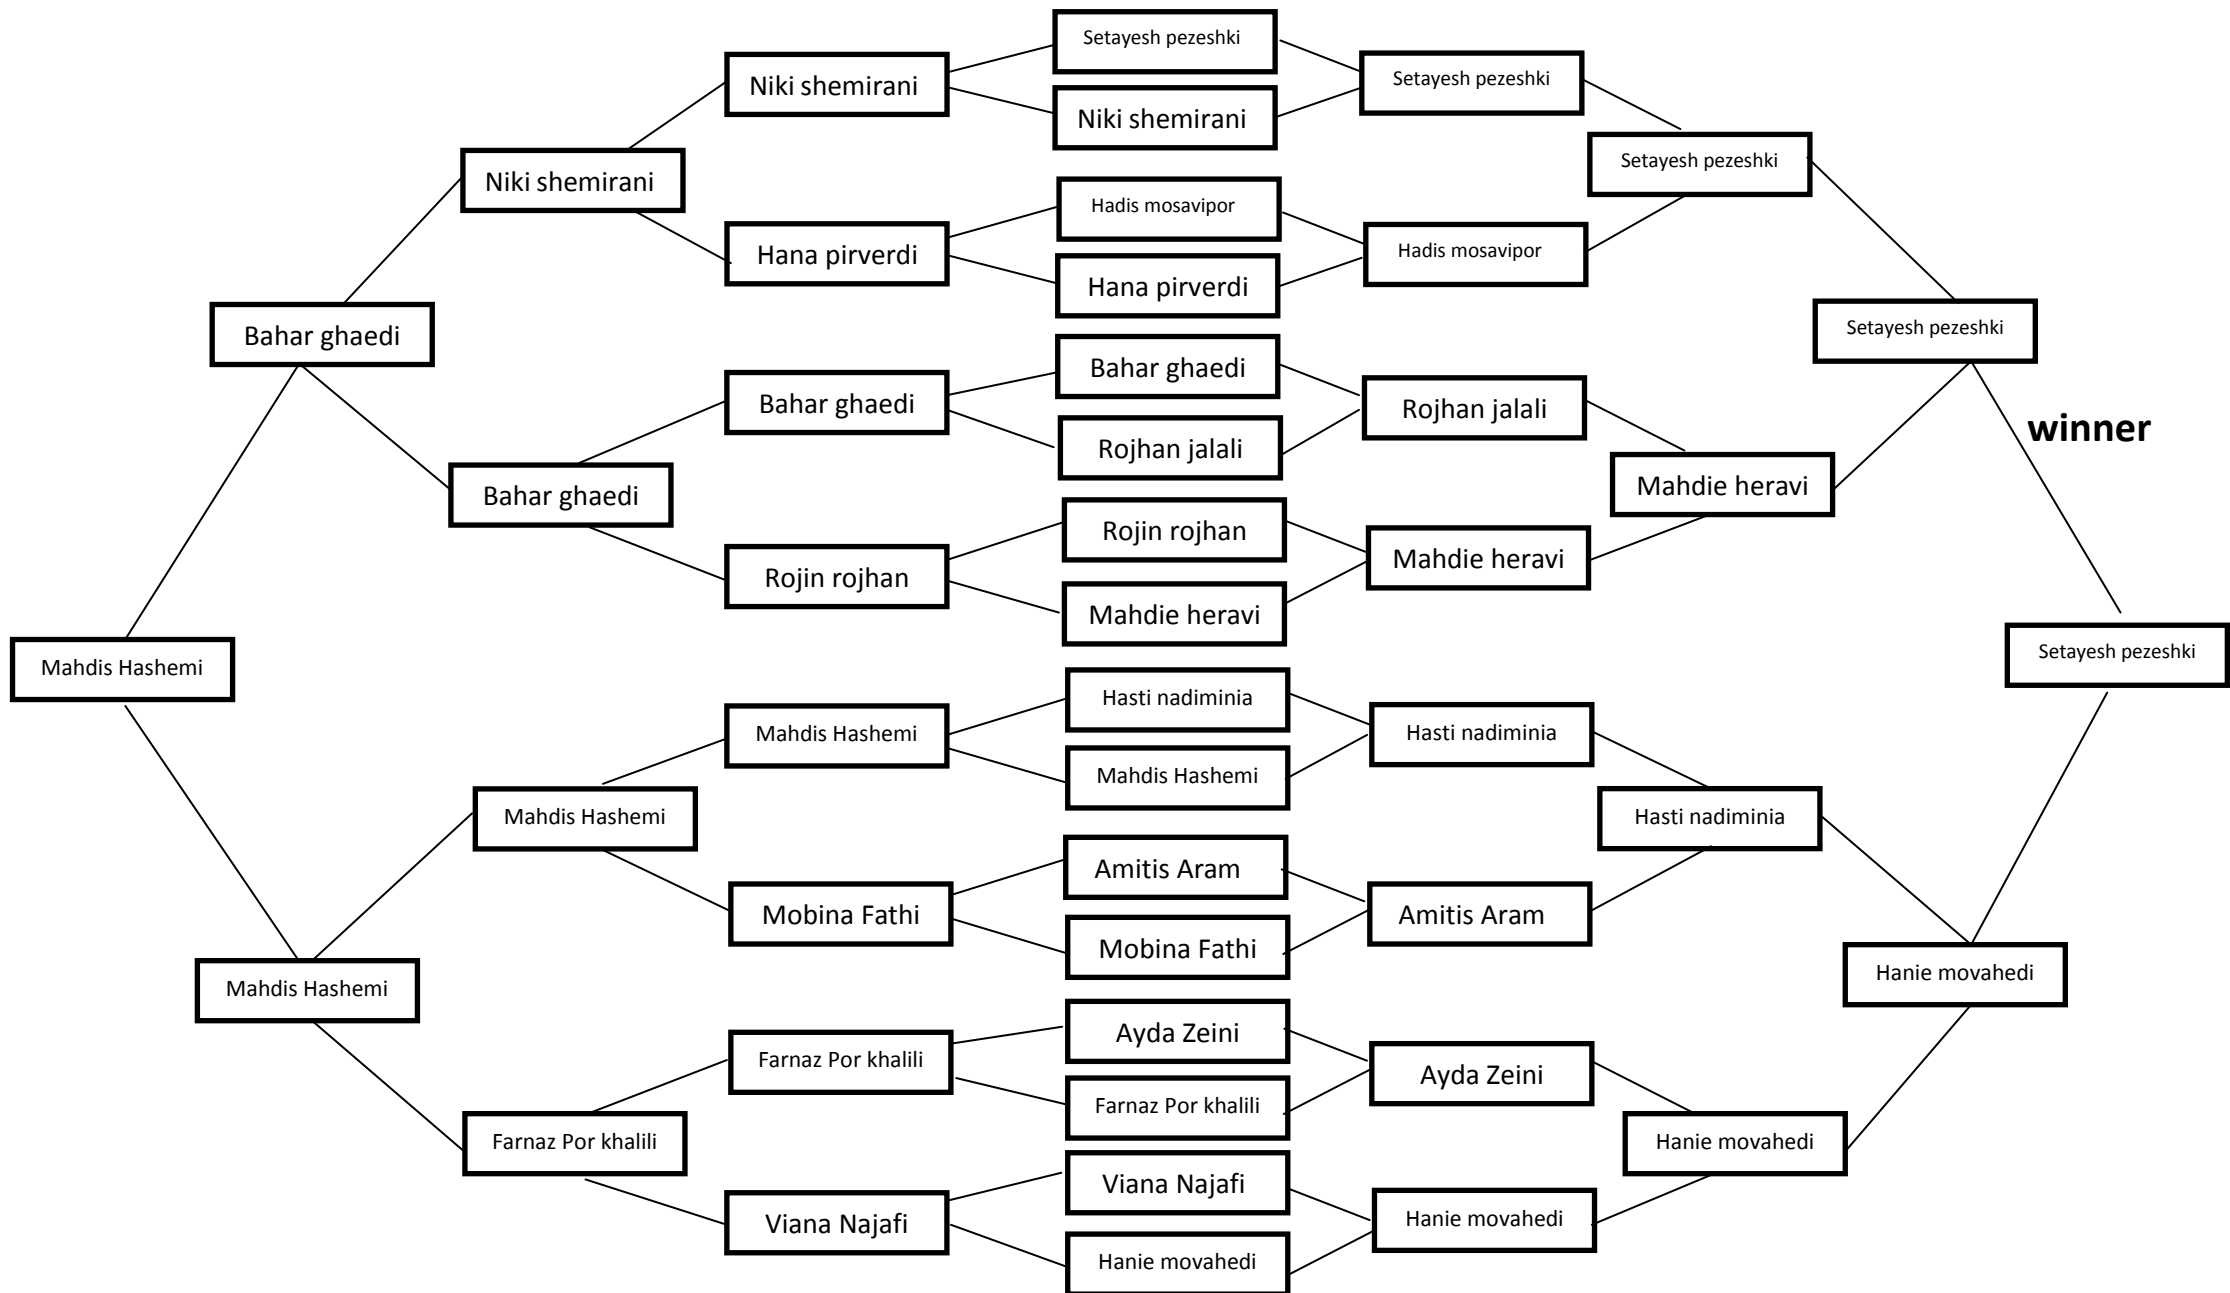 Setayesh pezeshki
Niki shemirani
Setayesh pezeshki
Niki shemirani
Setayesh pezeshki
Niki shemirani
Hadis mosavipor
Setayesh pezeshki
Hana pirverdi
Hana pirverdi
Hadis mosavipor
Bahar ghaedi
Setayesh pezeshki
Bahar ghaedi
Bahar ghaedi
Rojhan jalali
Rojhan jalali
winner
Bahar ghaedi
Mahdie heravi
Rojin rojhan
Rojin rojhan
Mahdie heravi
Mahdie heravi
Mahdis Hashemi
Setayesh pezeshki
Mahdis Hashemi
Hasti nadiminia
Hasti nadiminia
Mahdis Hashemi
Mahdis Hashemi
Hasti nadiminia
Mobina Fathi
Amitis Aram
Amitis Aram
Mobina Fathi
Mahdis Hashemi
Hanie movahedi
Farnaz Por khalili
Ayda Zeini
Ayda Zeini
Farnaz Por khalili
Farnaz Por khalili
Hanie movahedi
Viana Najafi
Viana Najafi
Hanie movahedi
Hanie movahedi